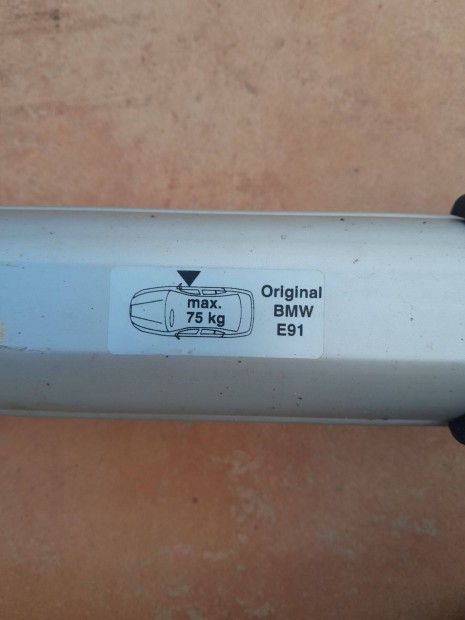 max.
75 kg
Original
BMW
E91